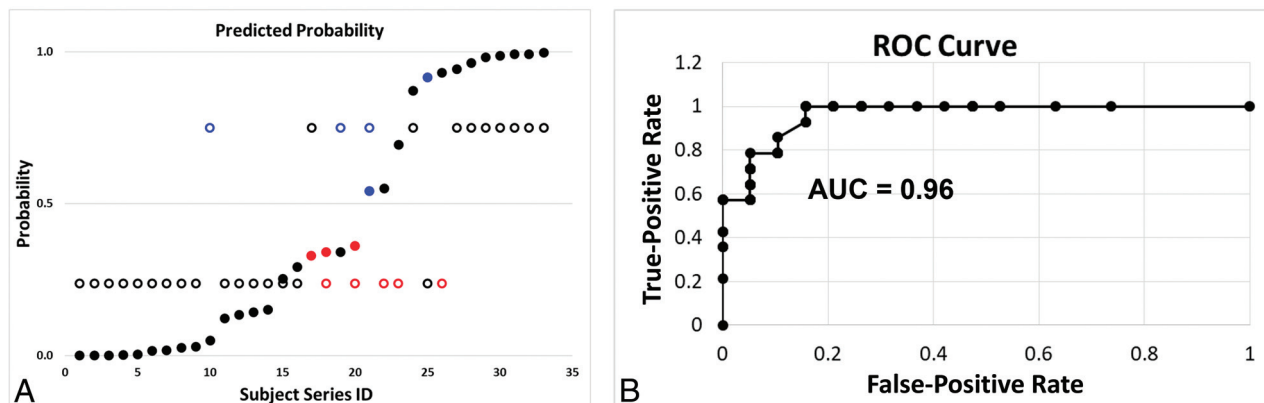 Predicted Probability
1.0
0.5
0.0
Probability
0 5 10 15 20 25 30 35
Subject Series ID
A
ROC Curve
1.2
1
0.8
0.6
0.4
0.2
0
True-Positive Rate
AUC = 0.96
0 0.2 0.4 0.6 0.8 1
False-Positive Rate
B